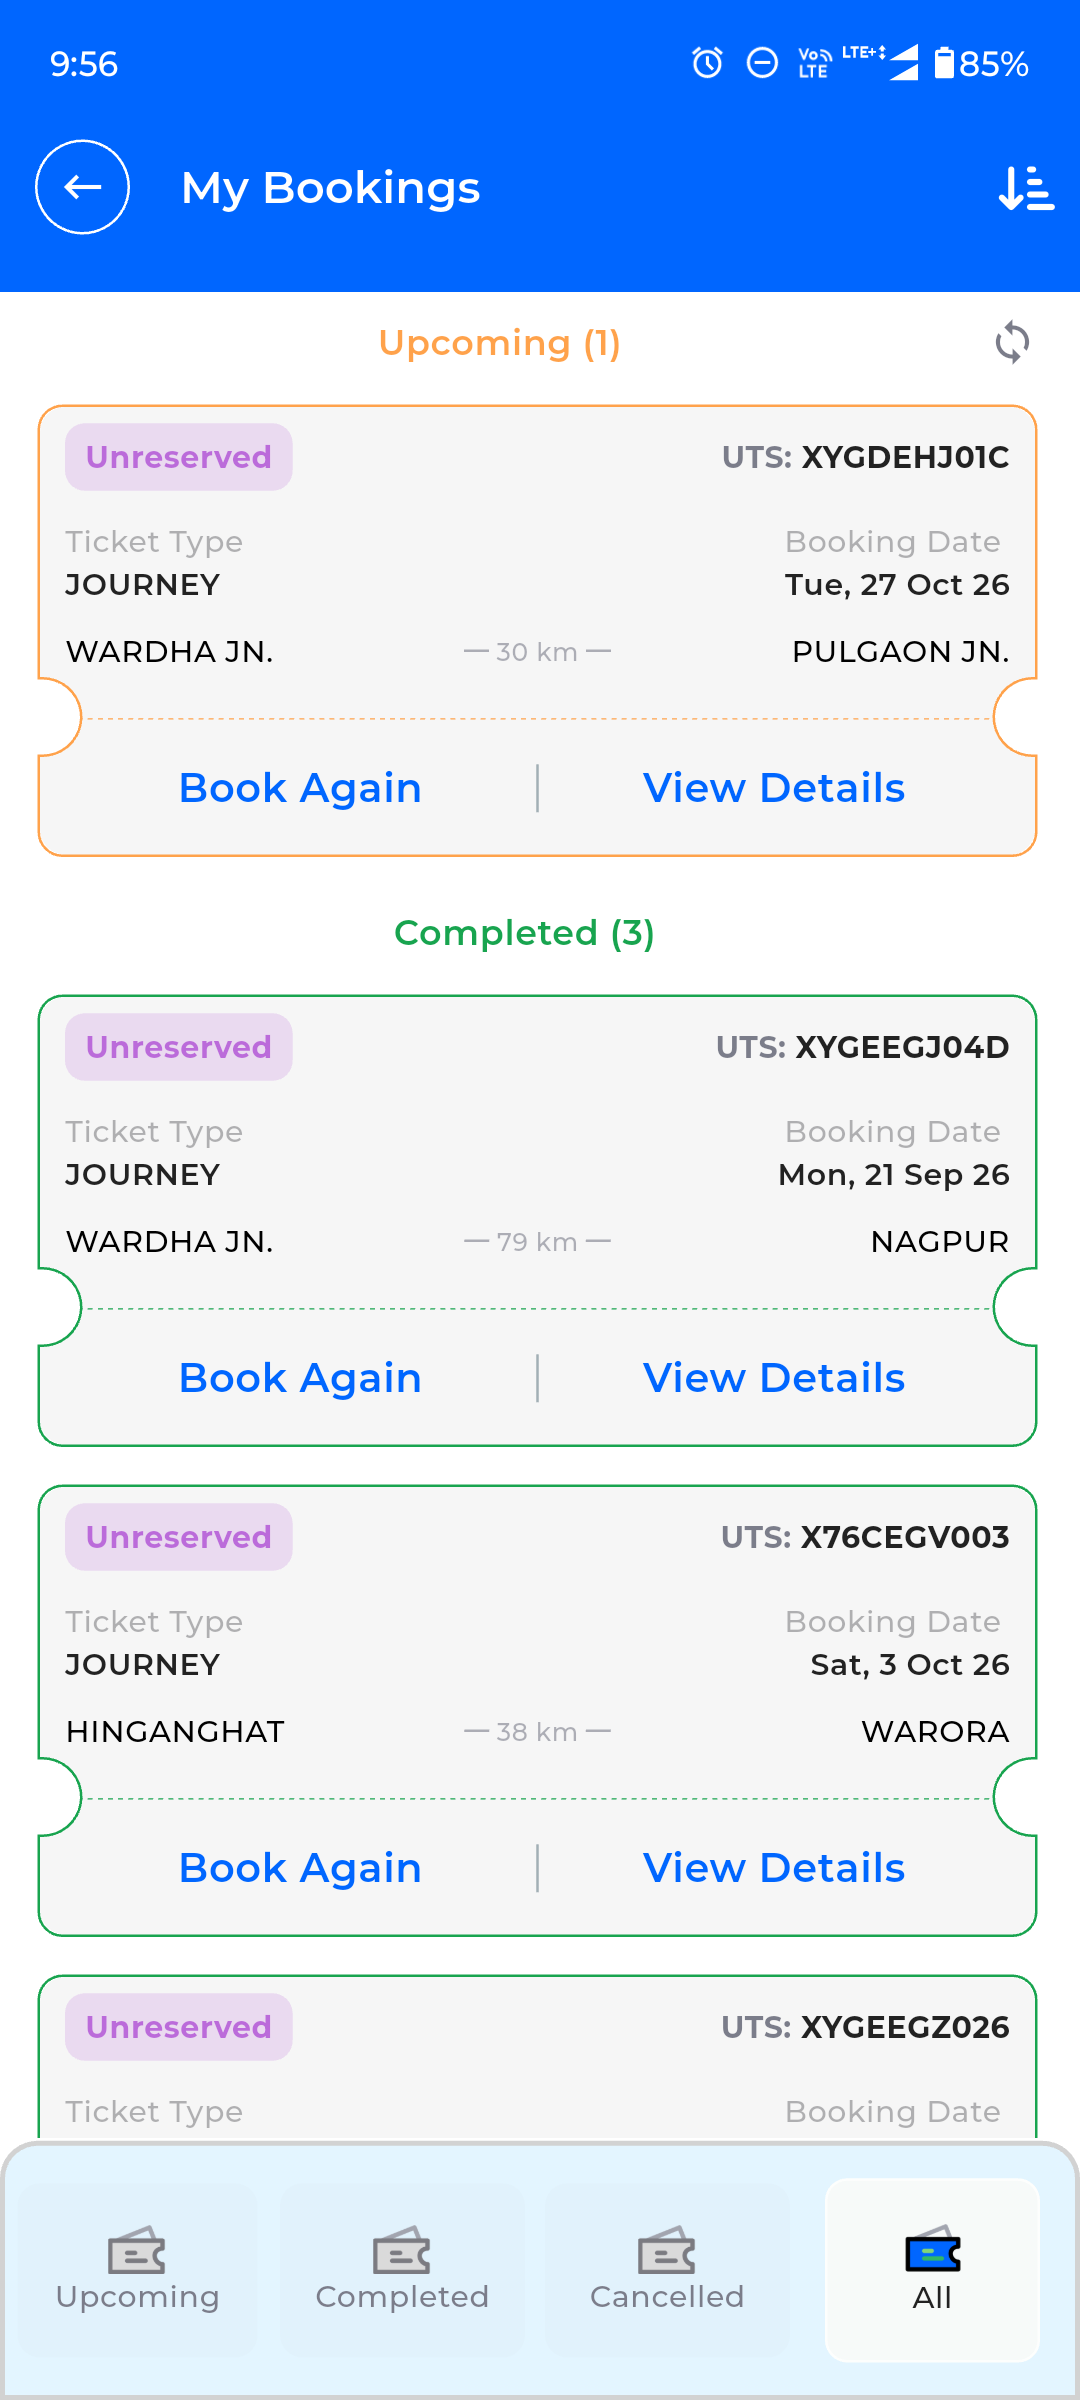 9:56 Vo LTE LTE+ 85%
My Bookings
Upcoming (1)
Unreserved UTS: XYGDEHJ01C
Ticket Type Booking Date
JOURNEY Tue, 27 Oct 26
WARDHA JN. — 30 km — PULGAON JN.
Book Again | View Details
Completed (3)
Unreserved UTS: XYGEEGJ04D
Ticket Type Booking Date
JOURNEY Mon, 21 Sep 26
WARDHA JN. — 79 km — NAGPUR
Book Again | View Details
Unreserved UTS: X76CEGV003
Ticket Type Booking Date
JOURNEY Sat, 3 Oct 26
HINGANGHAT — 38 km — WARORA
Book Again | View Details
Unreserved UTS: XYGEEGZ026
Ticket Type Booking Date
Upcoming Completed Cancelled All